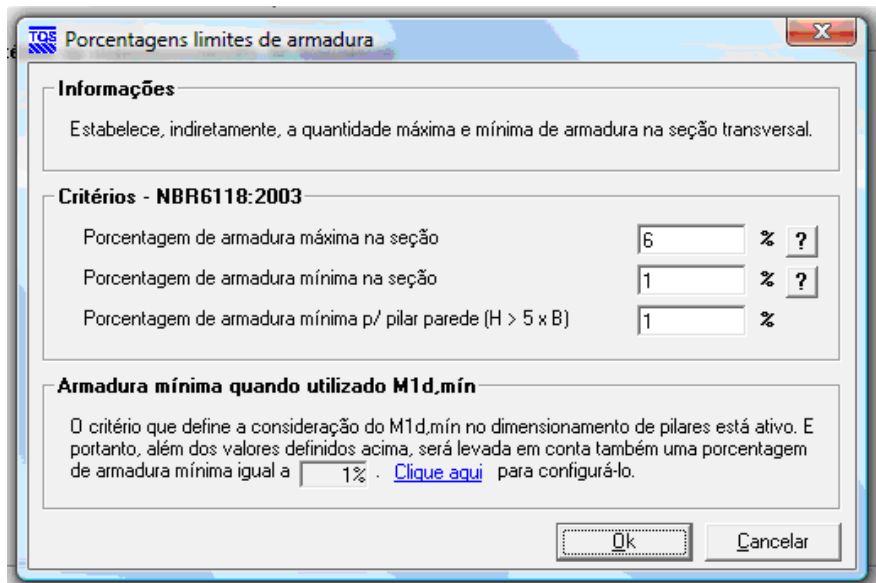 TQS Porcentagens limites de armadura
X
Informações
Estabelece, indiretamente, a quantidade máxima e mínima de armadura na seção transversal.
Critérios - NBR6118:2003
Porcentagem de armadura máxima na seção 6 % ?
Porcentagem de armadura mínima na seção 1 % ?
Porcentagem de armadura mínima p/ pilar parede (H > 5 x B) 1 %
Armadura mínima quando utilizado M1d,mín
O critério que define a consideração do M1d,mín no dimensionamento de pilares está ativo. E
portanto, além dos valores definidos acima, será levada em conta também uma porcentagem
de armadura mínima igual a 1% . Clique aqui para configurá-lo.
Ok Cancelar